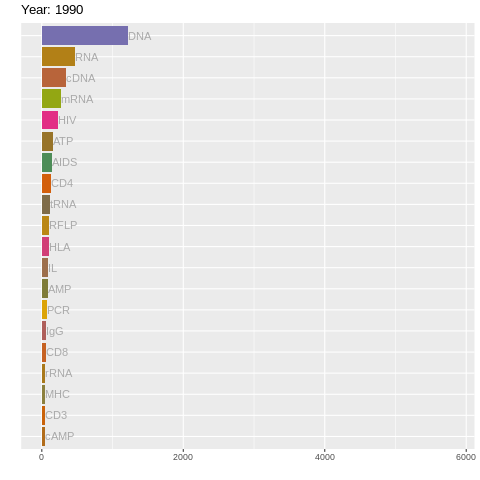 Year: 1990
DNA
RNA
cDNA
mRNA
HIV
ATP
AIDS
CD4
tRNA
RFLP
HLA
IL
AMP
PCR
IgG
CD8
rRNA
MHC
CD3
cAMP
0 2000 4000 6000